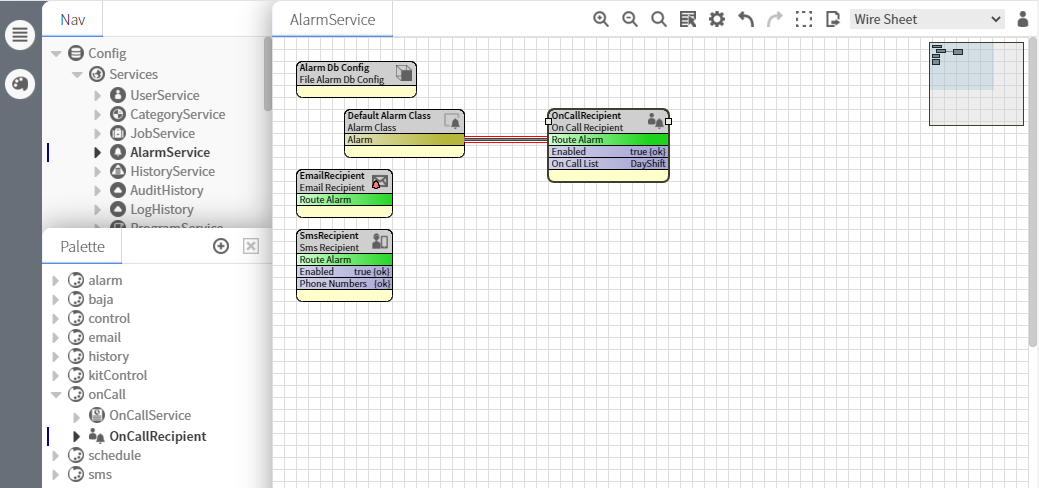 Nav
Config
Services
UserService
CategoryService
JobService
AlarmService
HistoryService
AuditHistory
LogHistory
ProgramService
Palette
alarm
baja
control
email
history
kitControl
onCall
OnCallService
OnCallRecipient
schedule
sms
AlarmService
Wire Sheet
Alarm Db Config
File Alarm Db Config
Default Alarm Class
Alarm Class
Alarm
OnCallRecipient
On Call Recipient
Route Alarm
Enabled true {ok}
On Call List DayShift
EmailRecipient
Email Recipient
Route Alarm
SmsRecipient
Sms Recipient
Route Alarm
Enabled true {ok}
Phone Numbers {ok}